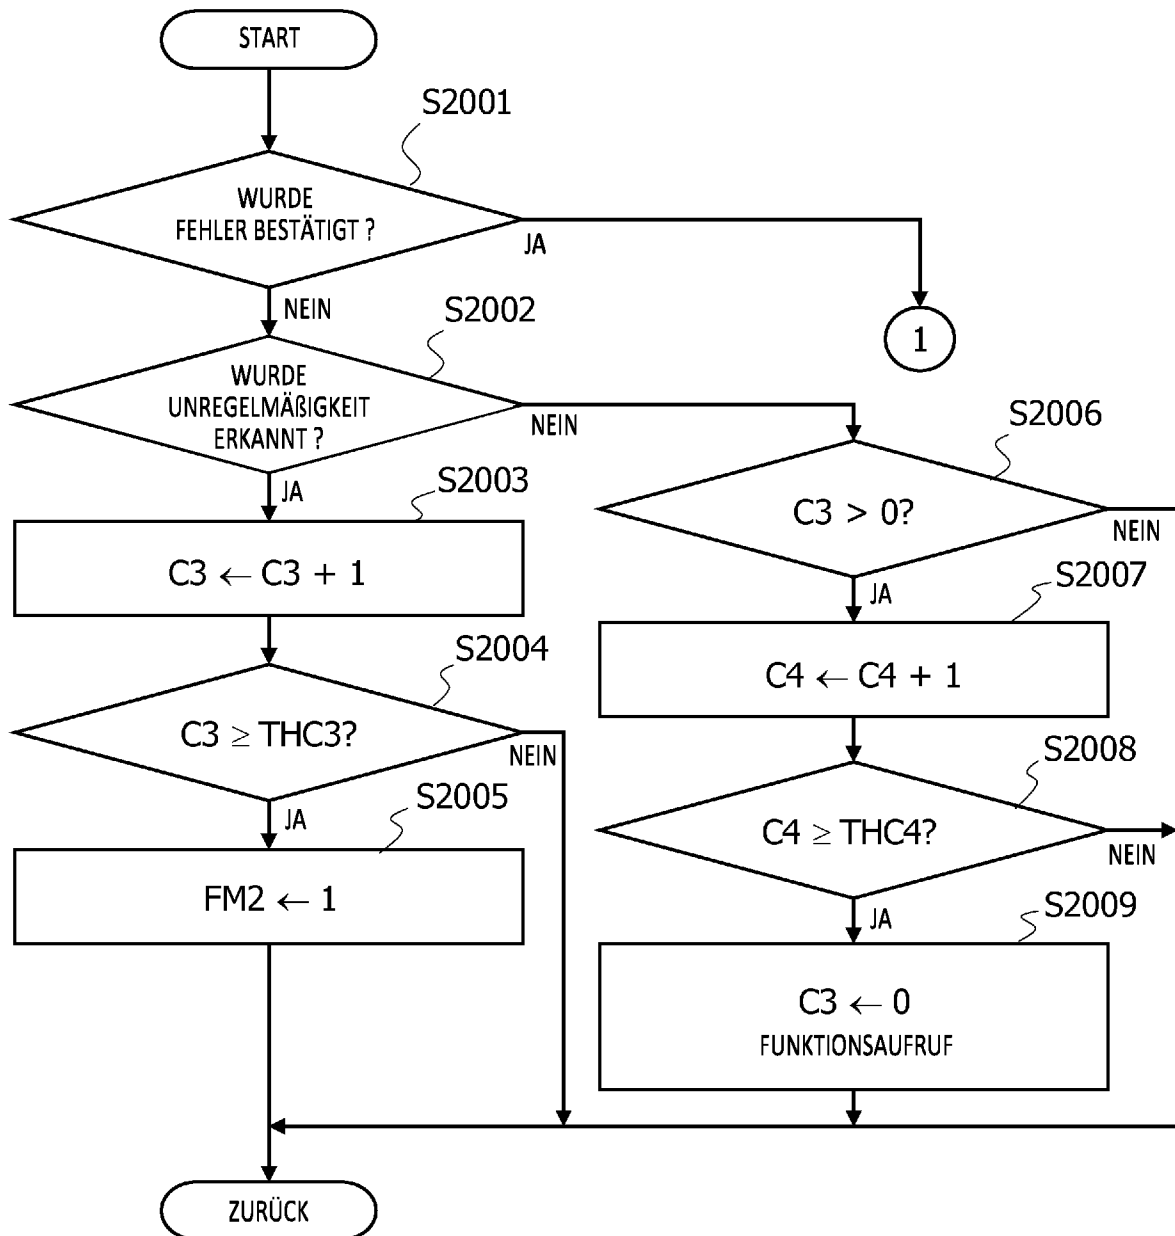 START
S2001
WURDE
FEHLER BESTÄTIGT ?
JA
NEIN
1
S2002
WURDE
UNREGELMÄßIGKEIT
ERKANNT ?
NEIN
JA
S2003
C3 ← C3 + 1
S2004
C3 ≥ THC3?
NEIN
JA
S2005
FM2 ← 1
S2006
C3 > 0?
NEIN
JA
S2007
C4 ← C4 + 1
S2008
C4 ≥ THC4?
NEIN
JA
S2009
C3 ← 0
FUNKTIONSAUFRUF
ZURÜCK